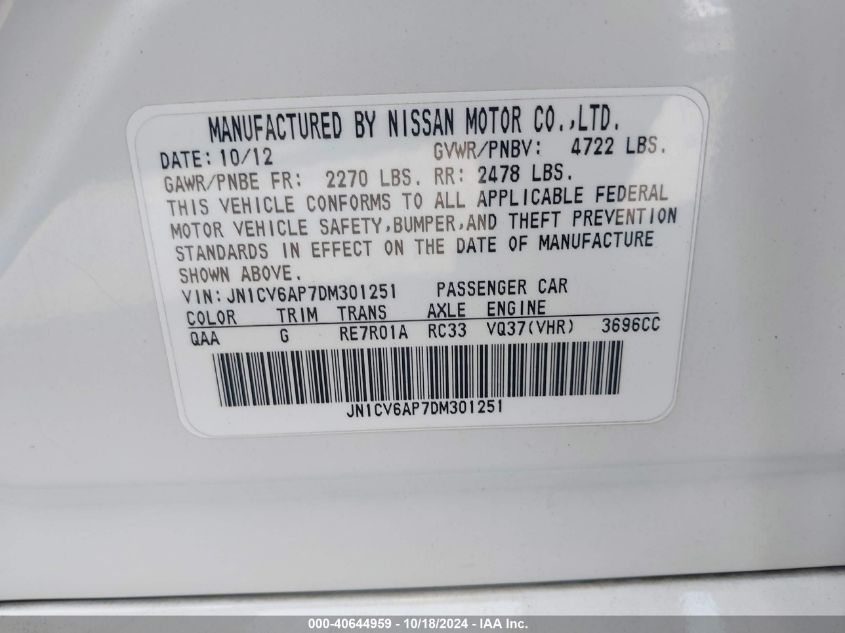 MANUFACTURED BY NISSAN MOTOR CO.,LTD.
DATE: 10/12 GVWR/PNBV: 4722 LBS.
GAWR/PNBE FR: 2270 LBS. RR: 2478 LBS.
THIS VEHICLE CONFORMS TO ALL APPLICABLE FEDERAL
MOTOR VEHICLE SAFETY,BUMPER,AND THEFT PREVENTION
STANDARDS IN EFFECT ON THE DATE OF MANUFACTURE
SHOWN ABOVE.
VIN:JN1CV6AP7DM301251 PASSENGER CAR
COLOR TRIM TRANS AXLE ENGINE
QAA G RE7R01A RC33 VQ37(VHR) 3696CC
JN1CV6AP7DM301251
000-40644959 - 10/18/2024 - IAA Inc.